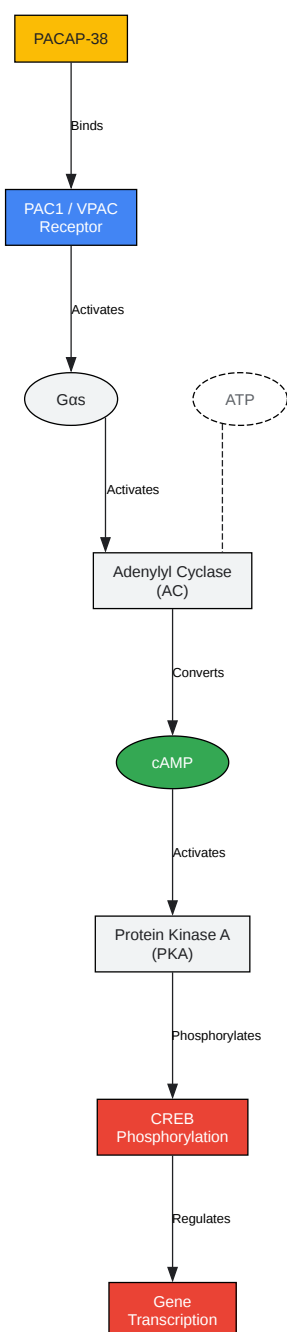 PACAP-38
Binds
PAC1 / VPAC
Receptor
Activates
Gαs
ATP
Activates
Adenylyl Cyclase
(AC)
Converts
cAMP
Activates
Protein Kinase A
(PKA)
Phosphorylates
CREB
Phosphorylation
Regulates
Gene
Transcription